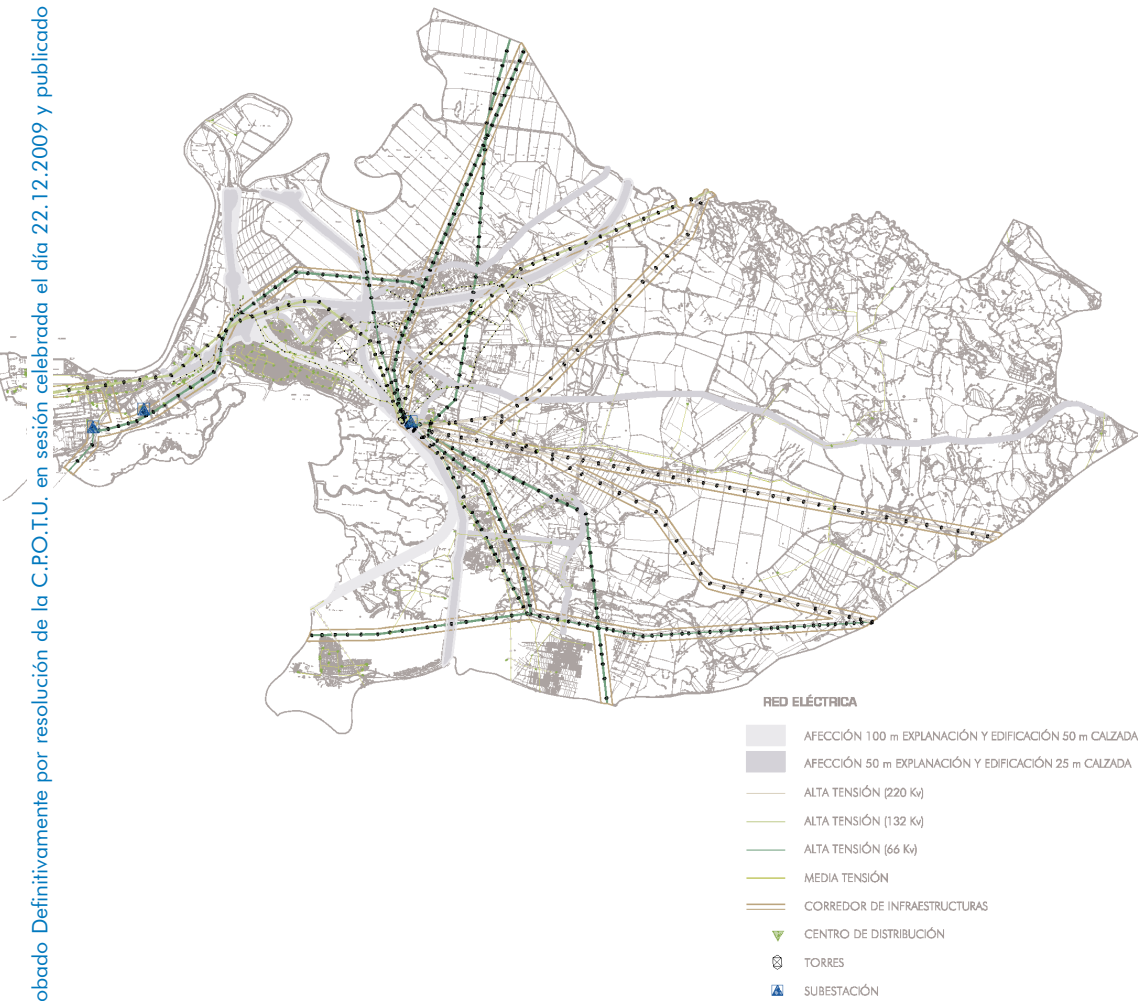 obado Definitivamente por resolución de la C.P.O.T.U. en sesión celebrada el día 22.12.2009 y publicado
RED ELÉCTRICA
AFECCIÓN 100 m EXPLANACIÓN Y EDIFICACIÓN 50 m CALZADA
AFECCIÓN 50 m EXPLANACIÓN Y EDIFICACIÓN 25 m CALZADA
ALTA TENSIÓN (220 Kv)
ALTA TENSIÓN (132 Kv)
ALTA TENSIÓN (66 Kv)
MEDIA TENSIÓN
CORREDOR DE INFRAESTRUCTURAS
CENTRO DE DISTRIBUCIÓN
TORRES
SUBESTACIÓN